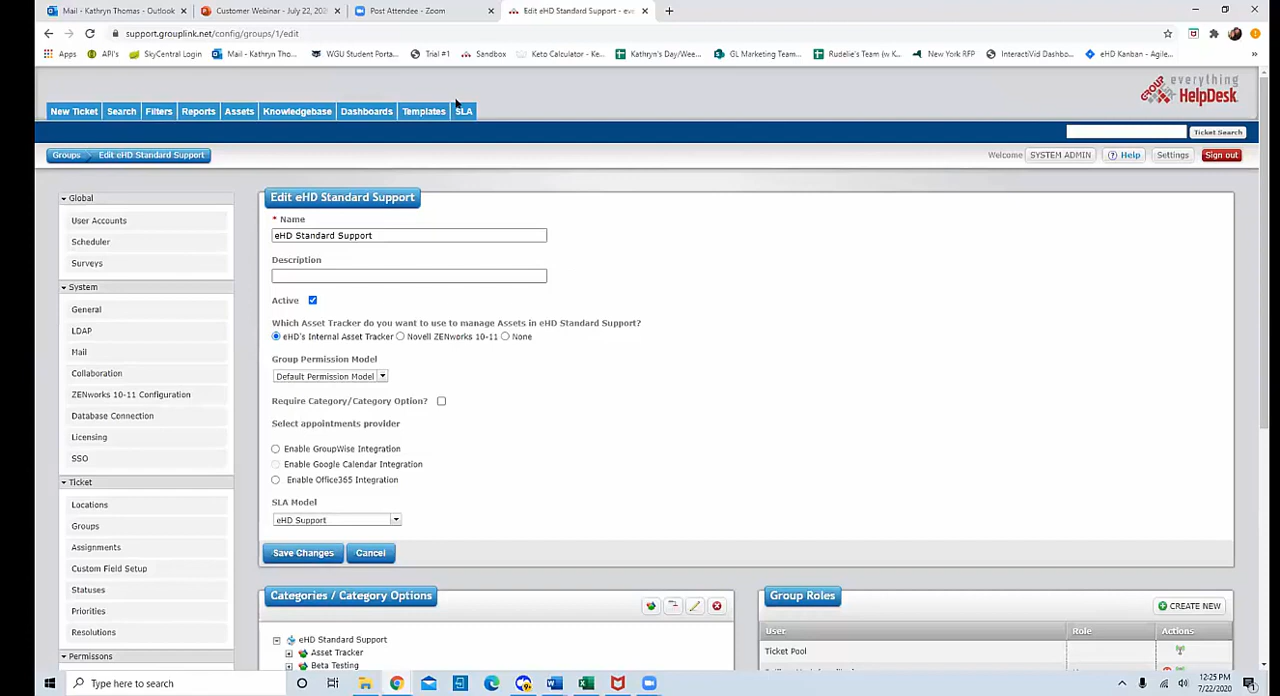 Mail - Kathryn Thomas - Outlook
Customer Webinar - July 22, 202
Post Attendee - Zoom
Edit eHD Standard Support - eve
support.grouplink.net/config/groups/1/edit
Apps
API's
SkyCentral Login
Mail - Kathryn Tho...
WGU Student Porta...
Trial #1
Sandbox
Keto Calculator - Ke...
Kathryn's Day/Wee...
GL Marketing Team...
Rudelie's Team (w K...
New York RFP
InteractiVid Dashbo...
eHD Kanban - Agile...
GROUP
everything
HelpDesk
New Ticket
Search
Filters
Reports
Assets
Knowledgebase
Dashboards
Templates
SLA
Ticket Search
Groups
Edit eHD Standard Support
Welcome SYSTEM ADMIN
Help
Settings
Sign out
Global
User Accounts
Scheduler
Surveys
System
General
LDAP
Mail
Collaboration
ZENworks 10-11 Configuration
Database Connection
Licensing
SSO
Ticket
Locations
Groups
Assignments
Custom Field Setup
Statuses
Priorities
Resolutions
Permissons
Edit eHD Standard Support
* Name
eHD Standard Support
Description
Active
Which Asset Tracker do you want to use to manage Assets in eHD Standard Support?
eHD's Internal Asset Tracker Novell ZENworks 10-11 None
Group Permission Model
Default Permission Model
Require Category/Category Option?
Select appointments provider
Enable GroupWise Integration
Enable Google Calendar Integration
Enable Office365 Integration
SLA Model
eHD Support
Save Changes
Cancel
Categories / Category Options
eHD Standard Support
Asset Tracker
Beta Testing
Group Roles
CREATE NEW
User Role Actions
Ticket Pool
Type here to search
12:25 PM
7/22/2020